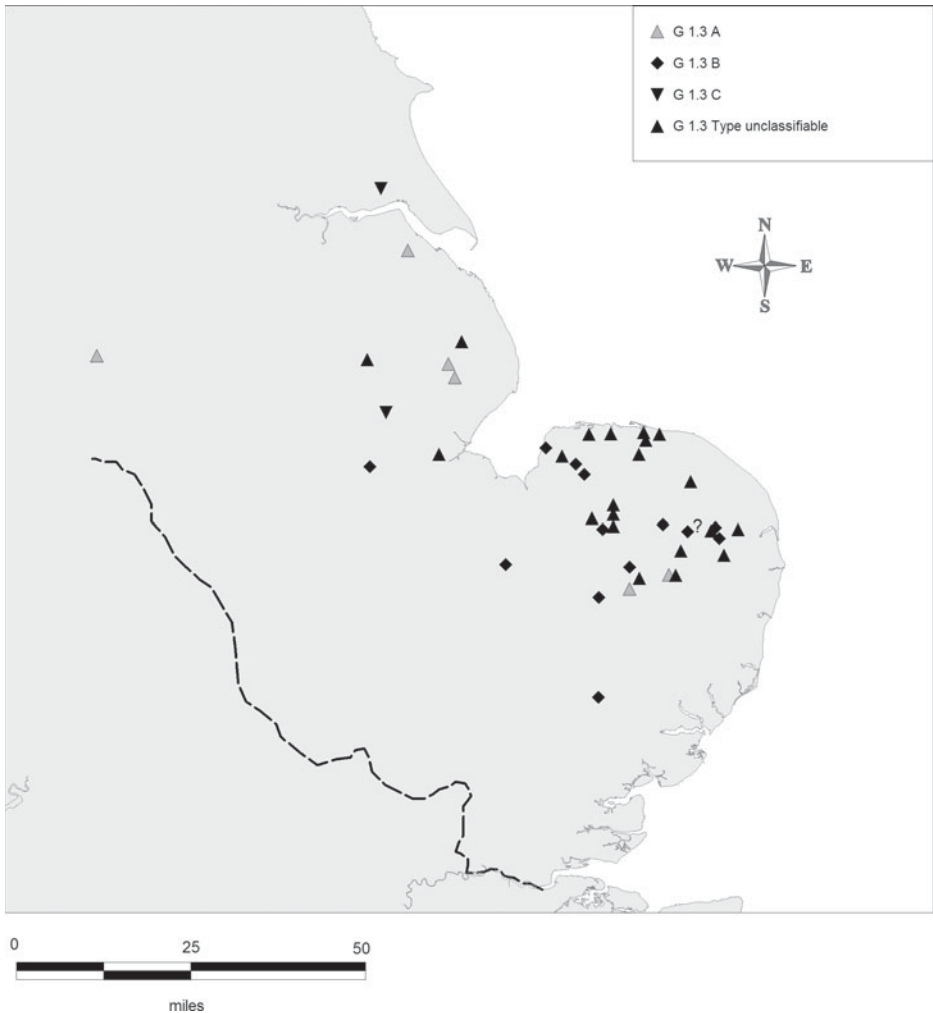 G 1.3 A
G 1.3 B
G 1.3 C
G 1.3 Type unclassifiable
N
W E
S
?
0 25 50
miles